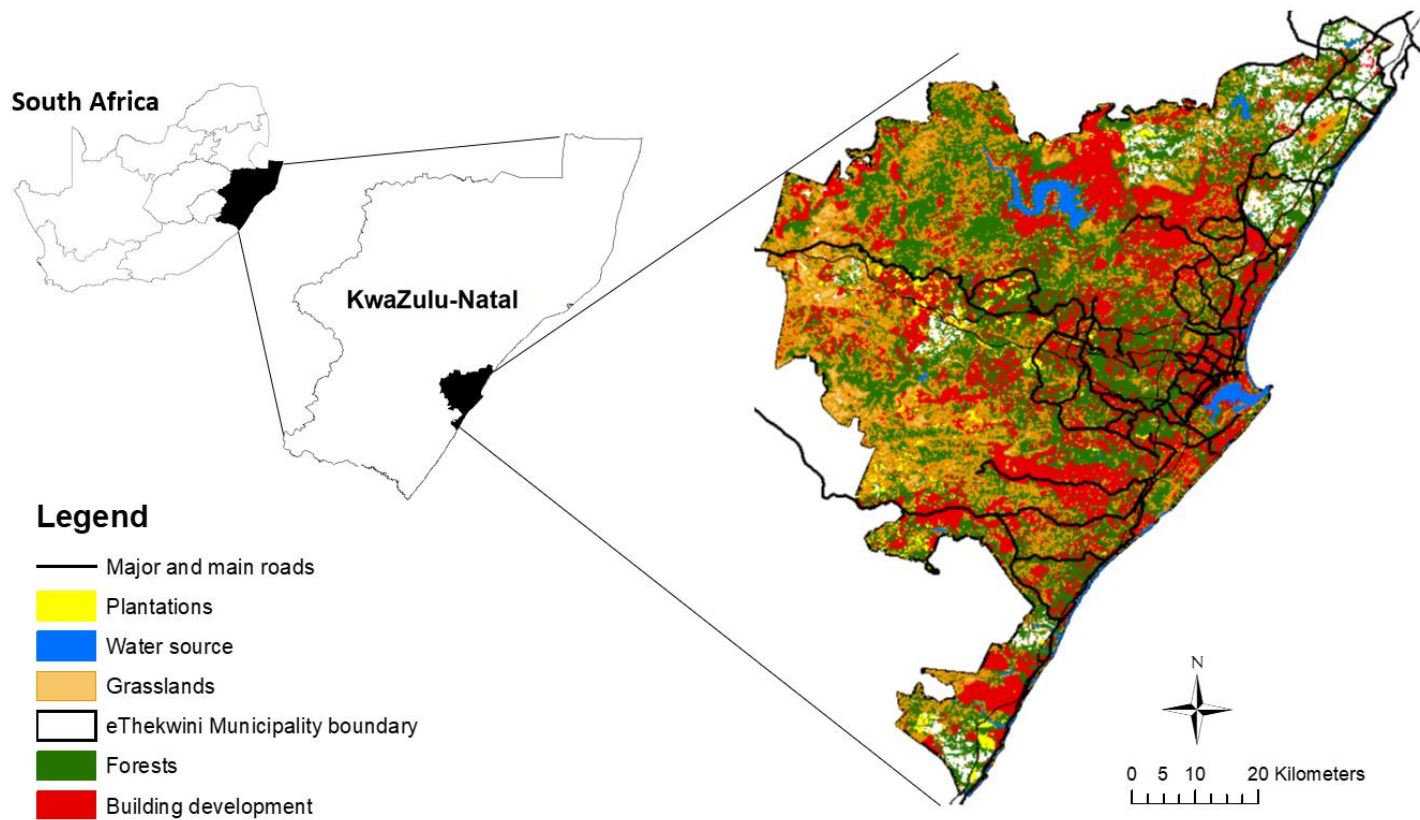 South Africa
KwaZulu-Natal
Legend
Major and main roads
Plantations
Water source
Grasslands
eThekwini Municipality boundary
Forests
Building development
N
0 5 10 20 Kilometers